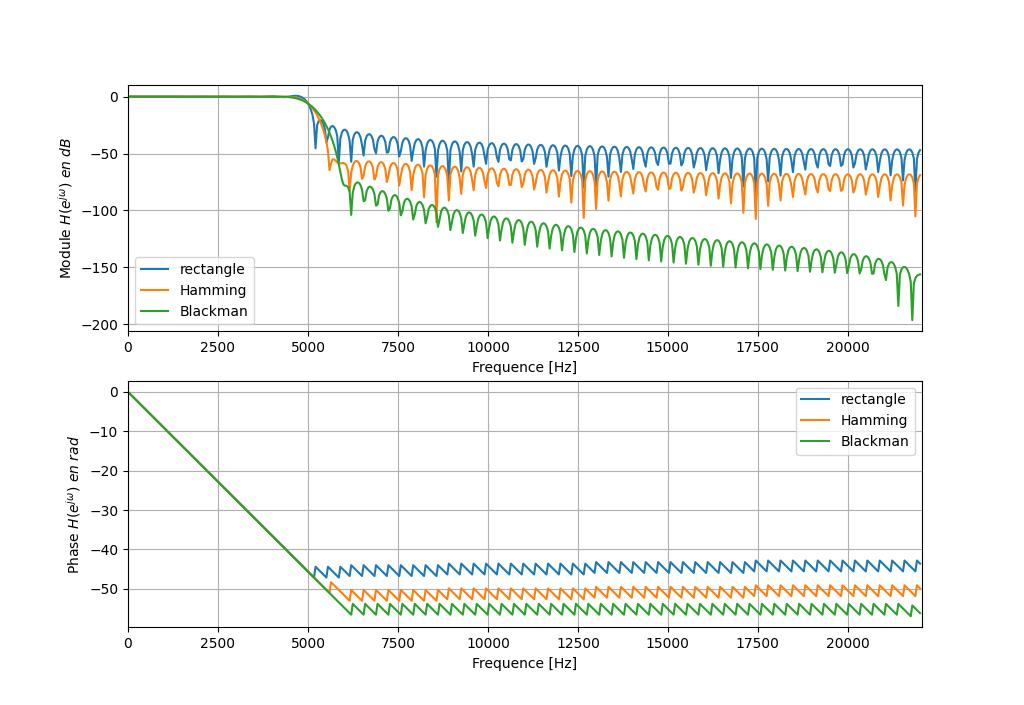 0
−50
−100
−150
−200
Module H(e^{jω}) en dB
rectangle
Hamming
Blackman
0 2500 5000 7500 10000 12500 15000 17500 20000
Frequence [Hz]
0
−10
−20
−30
−40
−50
Phase H(e^{jω}) en rad
rectangle
Hamming
Blackman
0 2500 5000 7500 10000 12500 15000 17500 20000
Frequence [Hz]